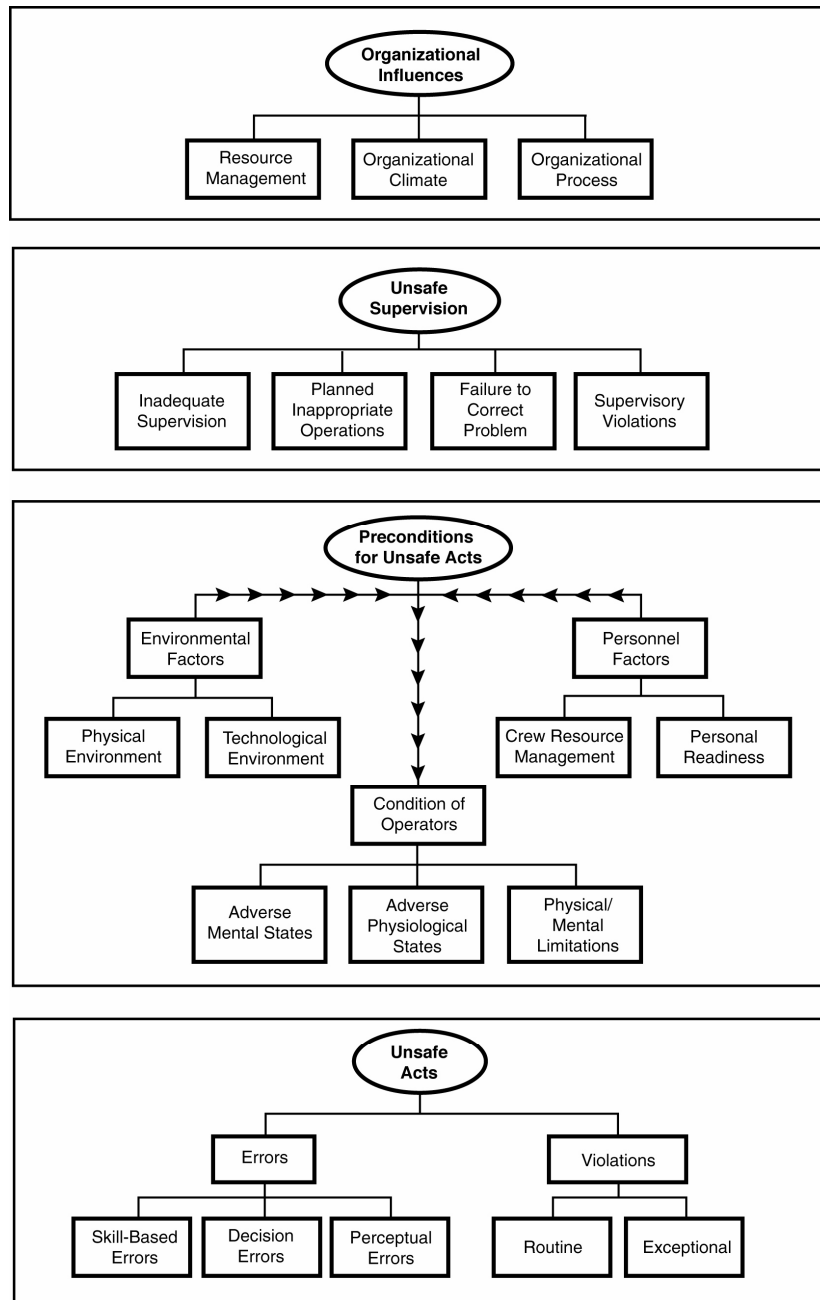 Organizational
Influences
Resource
Management
Organizational
Climate
Organizational
Process
Unsafe
Supervision
Inadequate
Supervision
Planned
Inappropriate
Operations
Failure to
Correct
Problem
Supervisory
Violations
Preconditions
for Unsafe Acts
Environmental
Factors
Personnel
Factors
Physical
Environment
Technological
Environment
Crew Resource
Management
Personal
Readiness
Condition of
Operators
Adverse
Mental States
Adverse
Physiological
States
Physical/
Mental
Limitations
Unsafe
Acts
Errors
Violations
Skill-Based
Errors
Decision
Errors
Perceptual
Errors
Routine
Exceptional